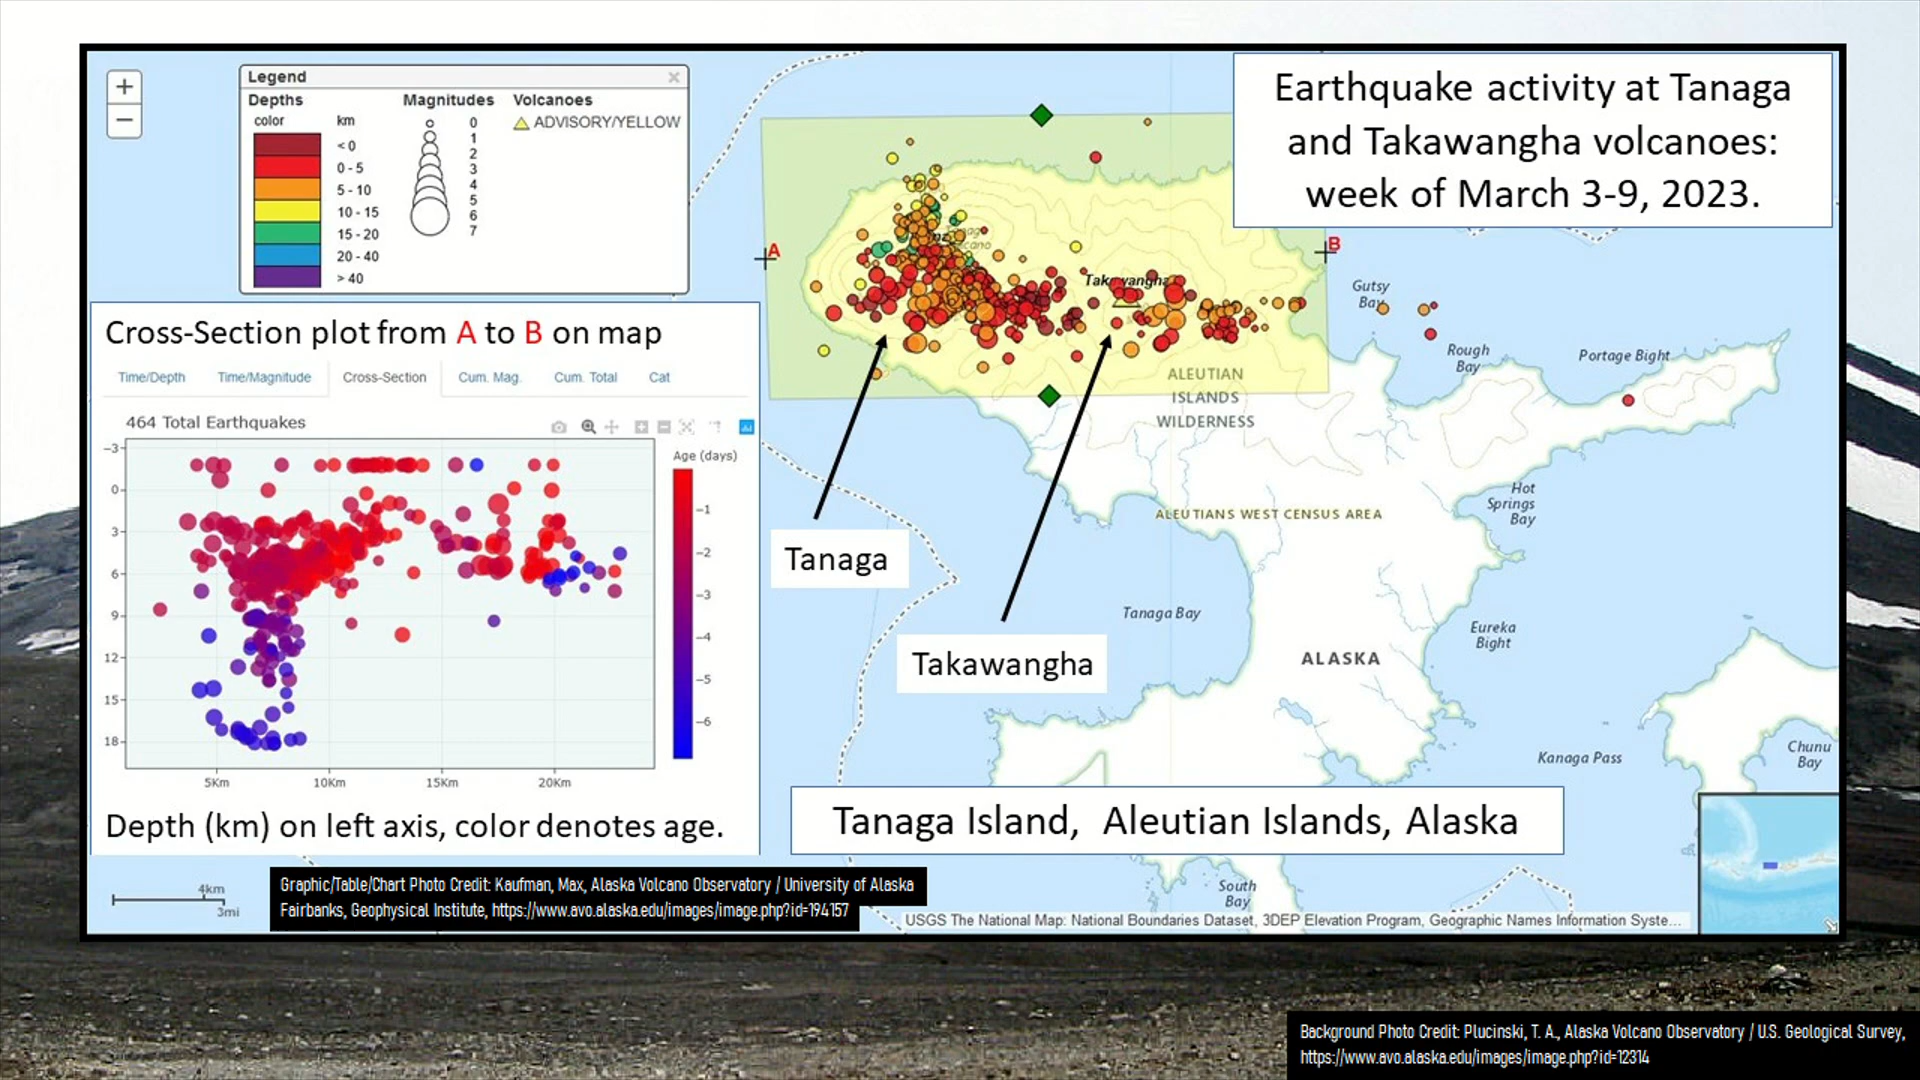 Legend
Depths
color
km
< 0
0 - 5
5 - 10
10 - 15
15 - 20
20 - 40
> 40
Magnitudes
0
1
2
3
4
5
6
7
Volcanoes
ADVISORY/YELLOW
Earthquake activity at Tanaga
and Takawangha volcanoes:
week of March 3-9, 2023.
Cross-Section plot from A to B on map
Time/Depth
Time/Magnitude
Cross-Section
Cum. Mag.
Cum. Total
Cat
464 Total Earthquakes
Age (days)
−3
0
3
6
9
12
15
18
5Km
10Km
15Km
20Km
−1
−2
−3
−4
−5
−6
Depth (km) on left axis, color denotes age.
A
B
Takawangha
ALEUTIAN
ISLANDS
WILDERNESS
Gutsy
Bay
Rough
Bay
Portage Bight
Hot
Springs
Bay
ALEUTIANS WEST CENSUS AREA
Tanaga
Takawangha
Tanaga Bay
Eureka
Bight
ALASKA
Kanaga Pass
Chunu
Bay
Tanaga Island, Aleutian Islands, Alaska
South
Bay
4km
3mi
Graphic/Table/Chart Photo Credit: Kaufman, Max, Alaska Volcano Observatory / University of Alaska
Fairbanks, Geophysical Institute, https://www.avo.alaska.edu/images/image.php?id=194157
USGS The National Map: National Boundaries Dataset, 3DEP Elevation Program, Geographic Names Information Syste...
Background Photo Credit: Plucinski, T. A., Alaska Volcano Observatory / U.S. Geological Survey,
https://www.avo.alaska.edu/images/image.php?id=12314